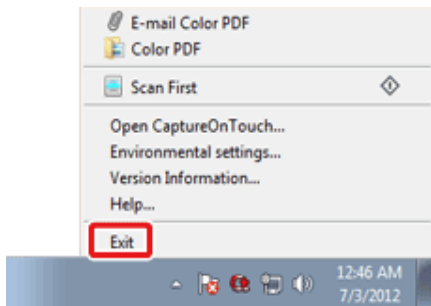 E-mail Color PDF
Color PDF
Scan First
Open CaptureOnTouch...
Environmental settings...
Version Information...
Help...
Exit
12:46 AM
7/3/2012